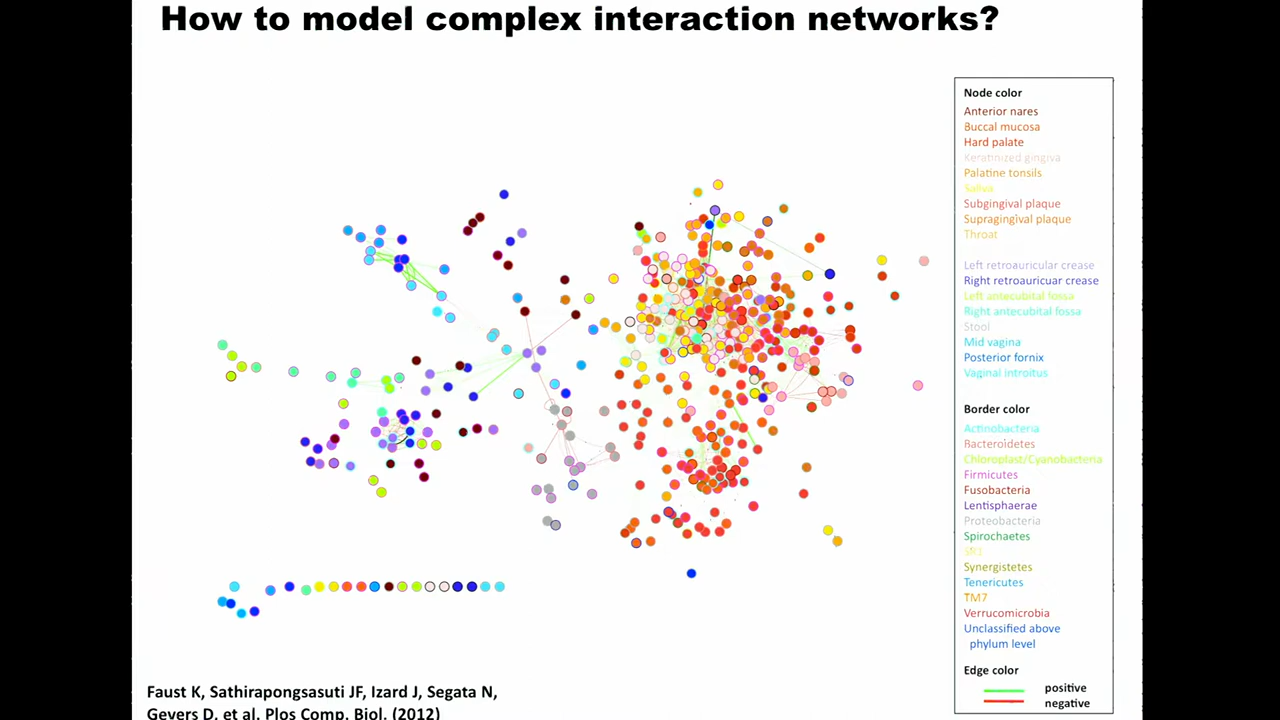 How to model complex interaction networks?
Node color
Anterior nares
Buccal mucosa
Hard palate
Keratinized gingiva
Palatine tonsils
Saliva
Subgingival plaque
Supragingival plaque
Throat
Left retroauricular crease
Right retroauricuar crease
Left antecubital fossa
Right antecubital fossa
Stool
Mid vagina
Posterior fornix
Vaginal introitus
Border color
Actinobacteria
Bacteroidetes
Chloroplast/Cyanobacteria
Firmicutes
Fusobacteria
Lentisphaerae
Proteobacteria
Spirochaetes
SR1
Synergistetes
Tenericutes
TM7
Verrucomicrobia
Unclassified above
phylum level
Edge color
positive
negative
Faust K, Sathirapongsasuti JF, Izard J, Segata N,
Gevers D, et al. Plos Comp. Biol. (2012)